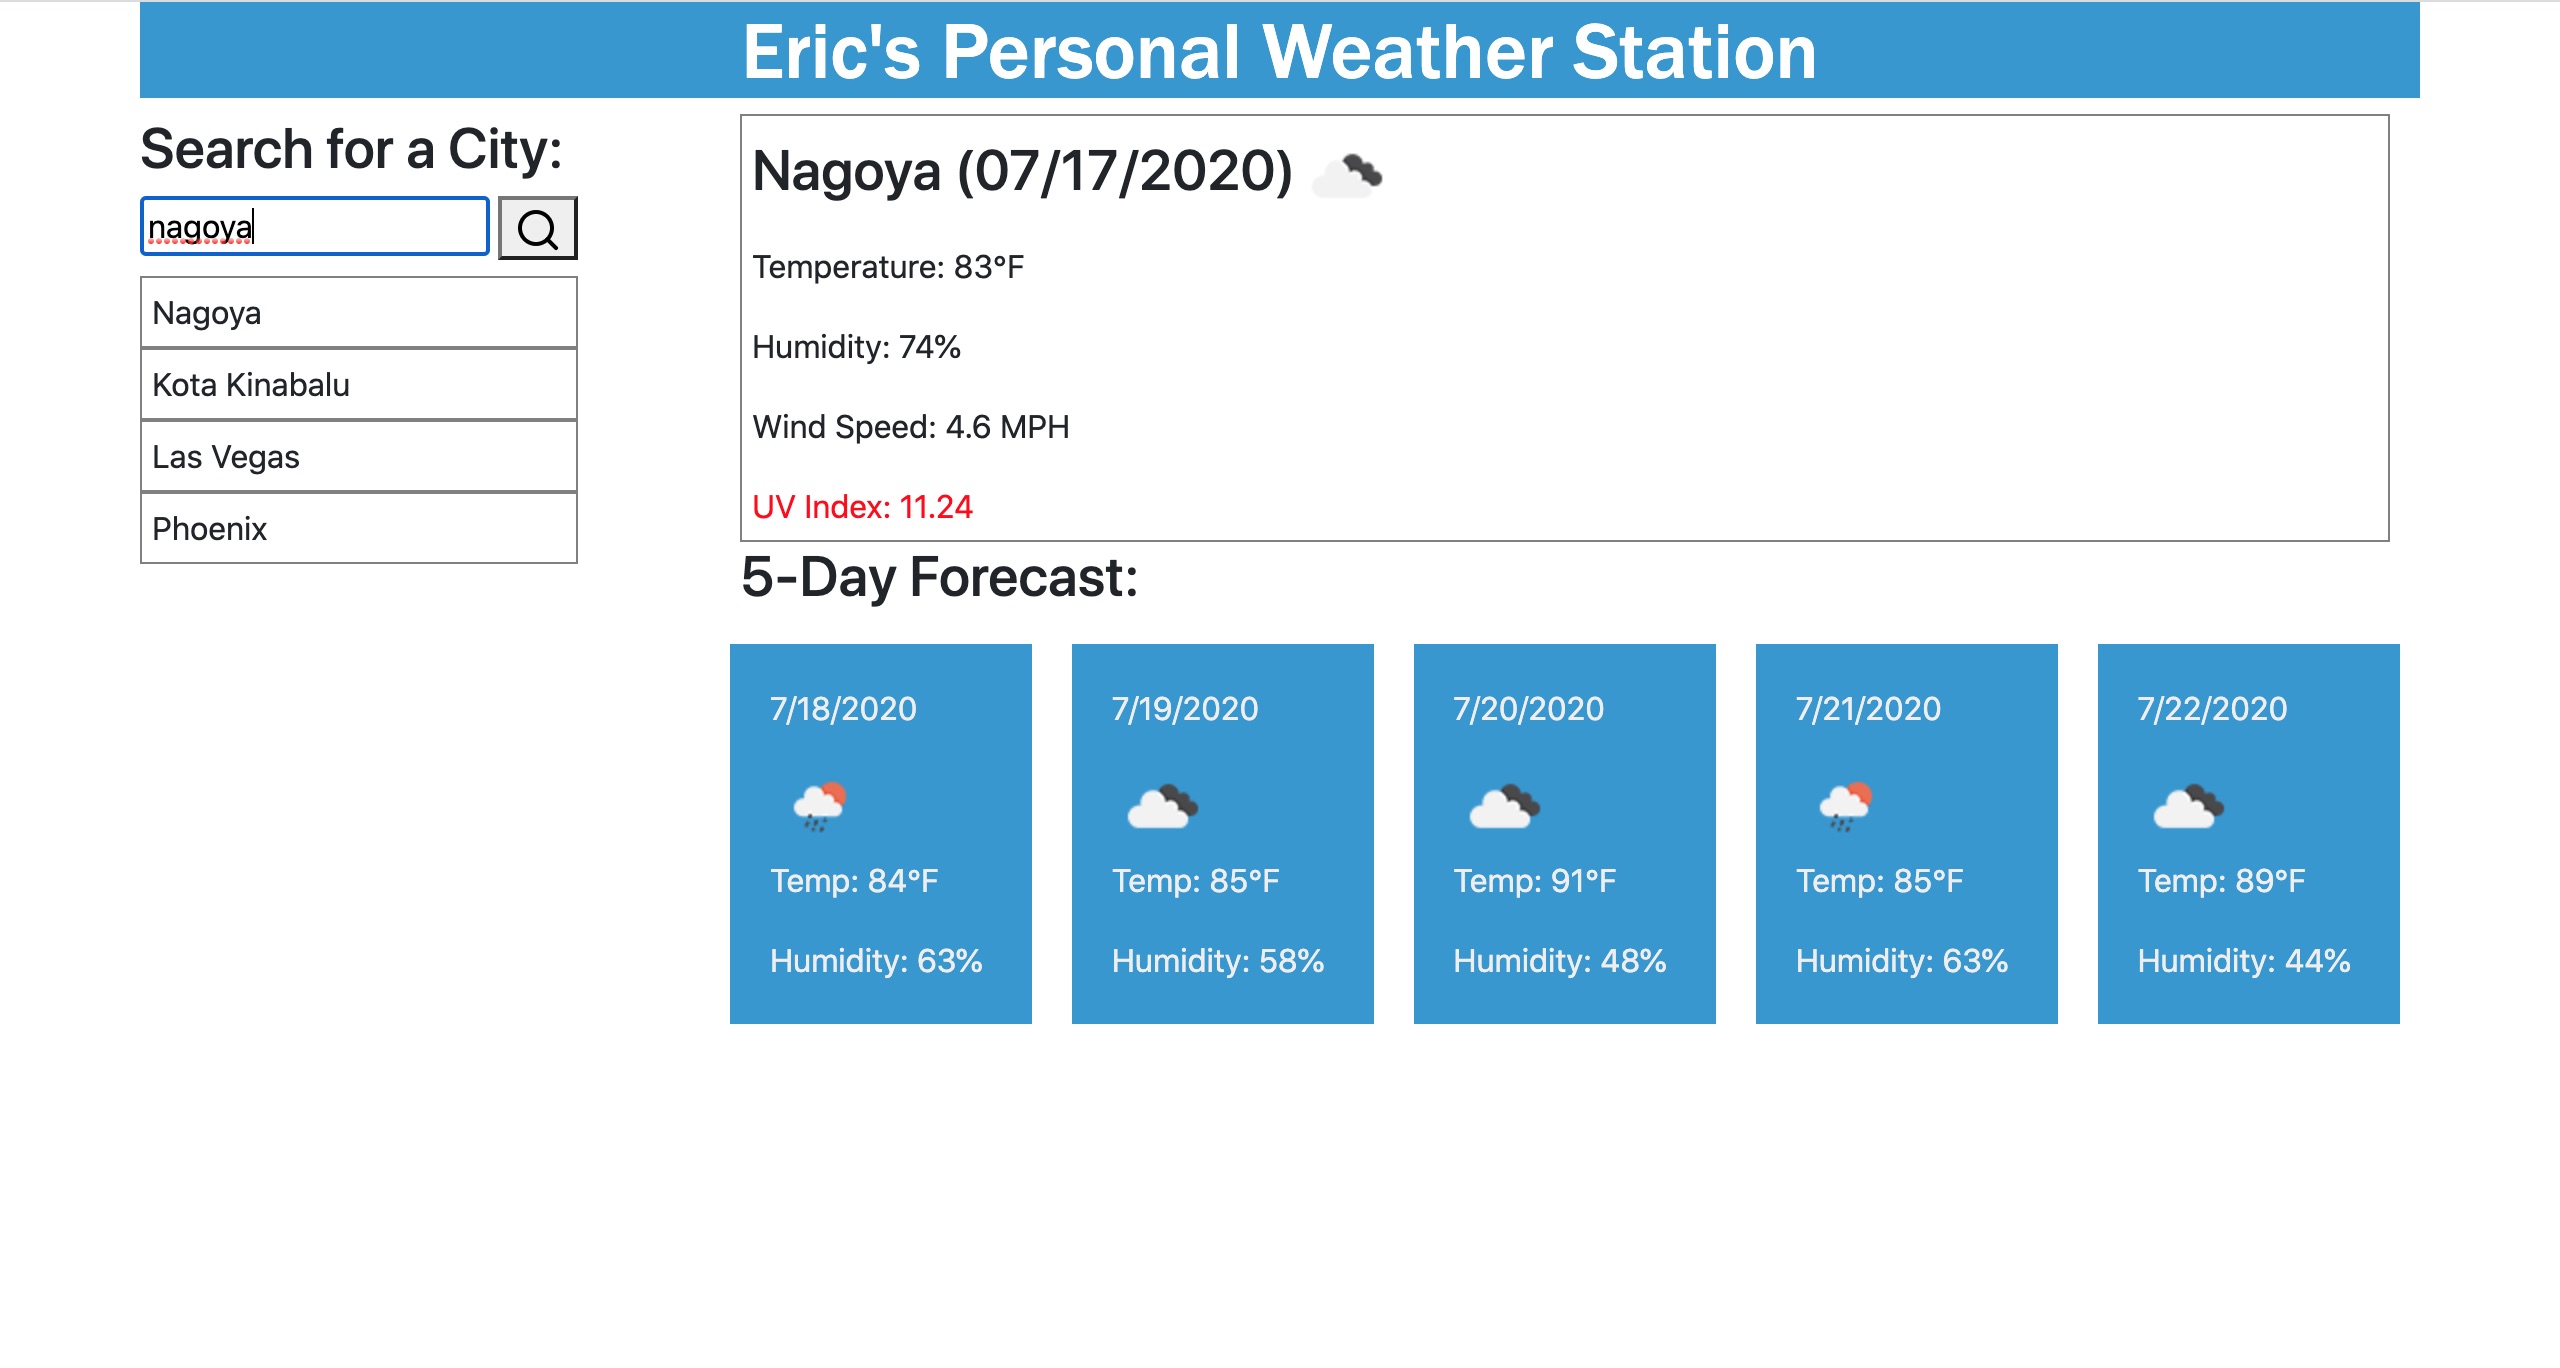 Eric's Personal Weather Station
Search for a City:
nagoya
Nagoya
Kota Kinabalu
Las Vegas
Phoenix
Nagoya (07/17/2020)
Temperature: 83°F
Humidity: 74%
Wind Speed: 4.6 MPH
UV Index: 11.24
5-Day Forecast:
7/18/2020
Temp: 84°F
Humidity: 63%
7/19/2020
Temp: 85°F
Humidity: 58%
7/20/2020
Temp: 91°F
Humidity: 48%
7/21/2020
Temp: 85°F
Humidity: 63%
7/22/2020
Temp: 89°F
Humidity: 44%